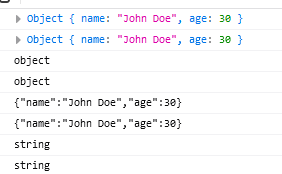 Object { name: "John Doe", age: 30 }
Object { name: "John Doe", age: 30 }
object
object
{"name":"John Doe","age":30}
{"name":"John Doe","age":30}
string
string